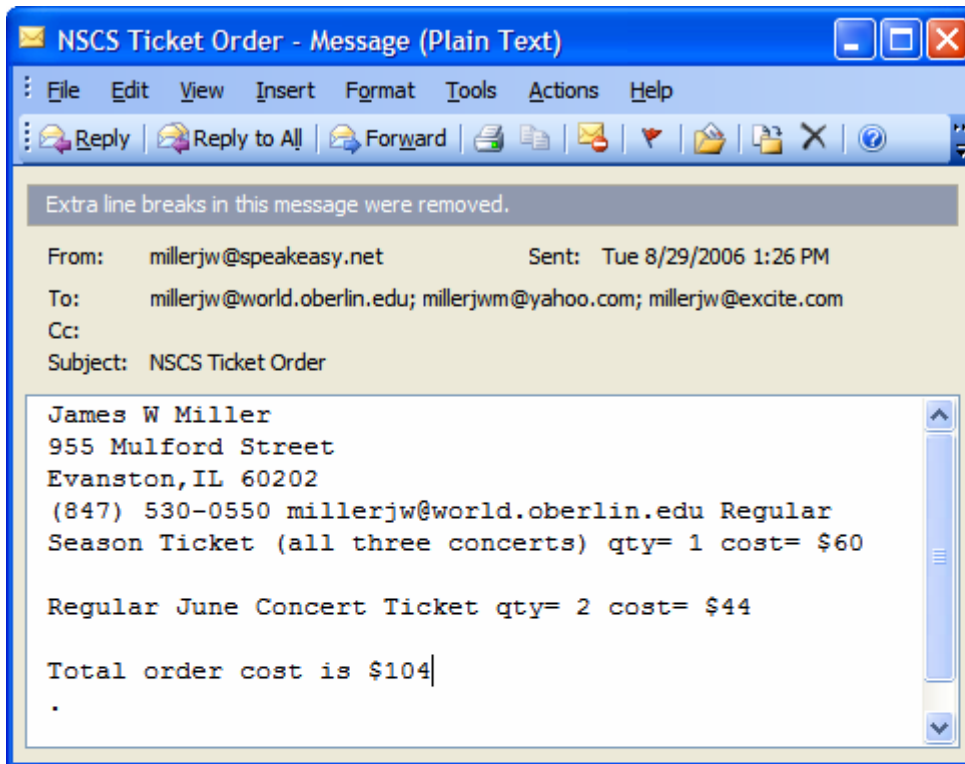 NSCS Ticket Order - Message (Plain Text)
File Edit View Insert Format Tools Actions Help
Reply Reply to All Forward
Extra line breaks in this message were removed.
From: millerjw@speakeasy.net Sent: Tue 8/29/2006 1:26 PM
To: millerjw@world.oberlin.edu; millerjwm@yahoo.com; millerjw@excite.com
Cc:
Subject: NSCS Ticket Order
James W Miller
955 Mulford Street
Evanston,IL 60202
(847) 530-0550 millerjw@world.oberlin.edu Regular
Season Ticket (all three concerts) qty= 1 cost= $60
Regular June Concert Ticket qty= 2 cost= $44
Total order cost is $104
.